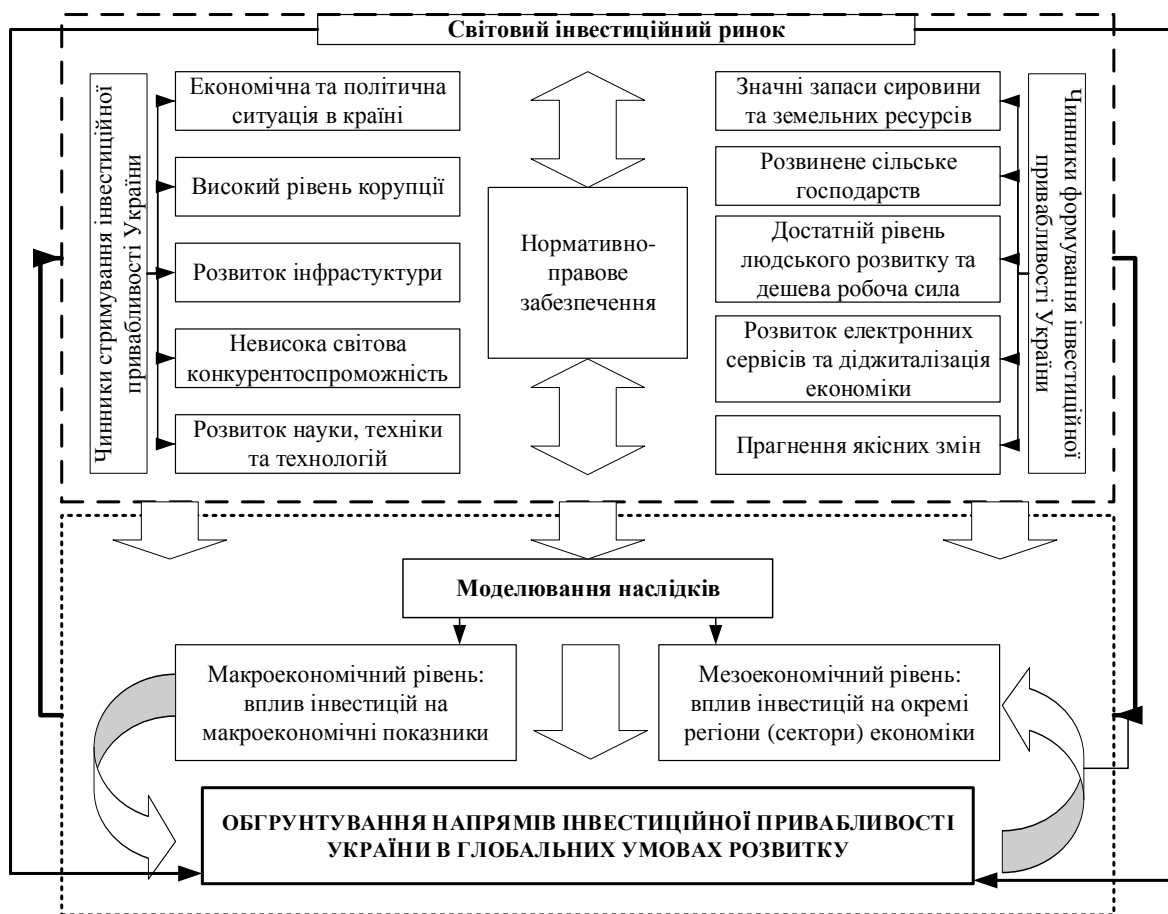 Світовий інвестиційний ринок
Чинники стримування інвестиційної
привабливості України
Економічна та політична
ситуація в країні
Високий рівень корупції
Розвиток інфрастуктури
Невисока світова
конкурентоспроможність
Розвиток науки, техніки
та технологій
Нормативно-
правове
забезпечення
Значні запаси сировини
та земельних ресурсів
Розвинене сільське
господарств
Достатній рівень
людського розвитку та
дешева робоча сила
Розвиток електронних
сервісів та діджиталізація
економіки
Прагнення якісних змін
Чинники формування інвестиційної
привабливості України
Моделювання наслідків
Макроекономічний рівень:
вплив інвестицій на
макроекономічні показники
Мезоекономічний рівень:
вплив інвестицій на окремі
регіони (сектори) економіки
ОБГРУНТУВАННЯ НАПРЯМІВ ІНВЕСТИЦІЙНОЇ ПРИВАБЛИВОСТІ
УКРАЇНИ В ГЛОБАЛЬНИХ УМОВАХ РОЗВИТКУ